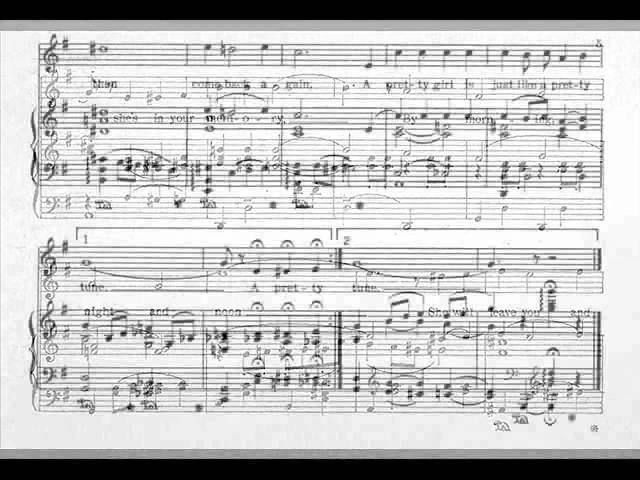 5
then come back a - gain, A pret-ty girl is just like a pret-ty
she's in your mem-o-ry. By morn - ing,
1 2
tune. A pret-ty tune.
night and noon She will leave you and